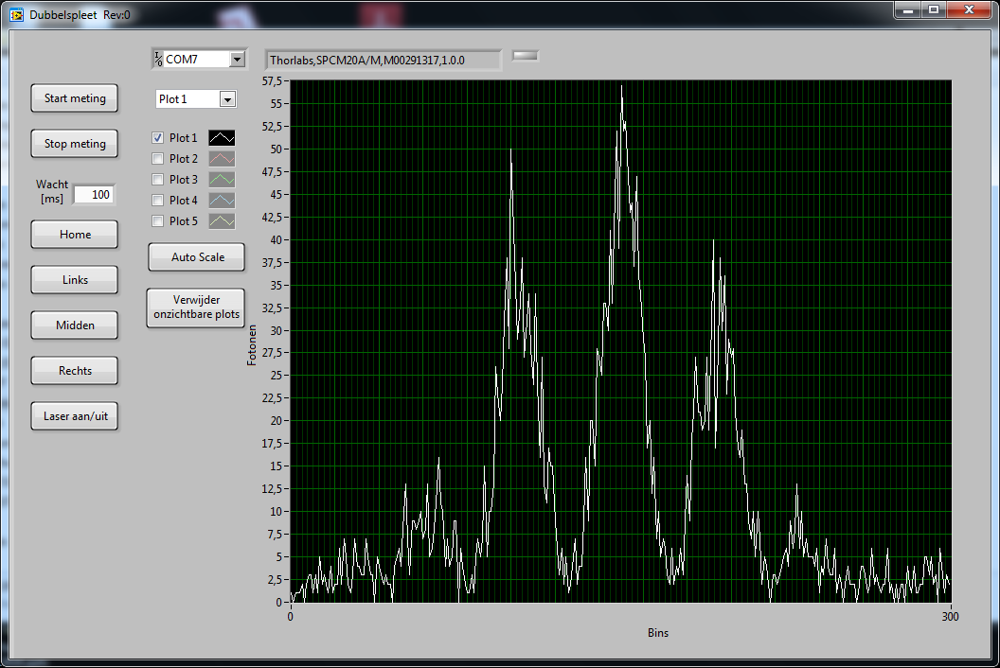 Dubbelspleet Rev:0
COM7
Thorlabs,SPCM20A/M,M00291317,1.0.0
Start meting
Stop meting
Wacht
[ms]
100
Home
Links
Midden
Rechts
Laser aan/uit
Plot 1
Plot 1
Plot 2
Plot 3
Plot 4
Plot 5
Auto Scale
Verwijder
onzichtbare plots
Fotonen
57,5
55
52,5
50
47,5
45
42,5
40
37,5
35
32,5
30
27,5
25
22,5
20
17,5
15
12,5
10
7,5
5
2,5
0
0
300
Bins